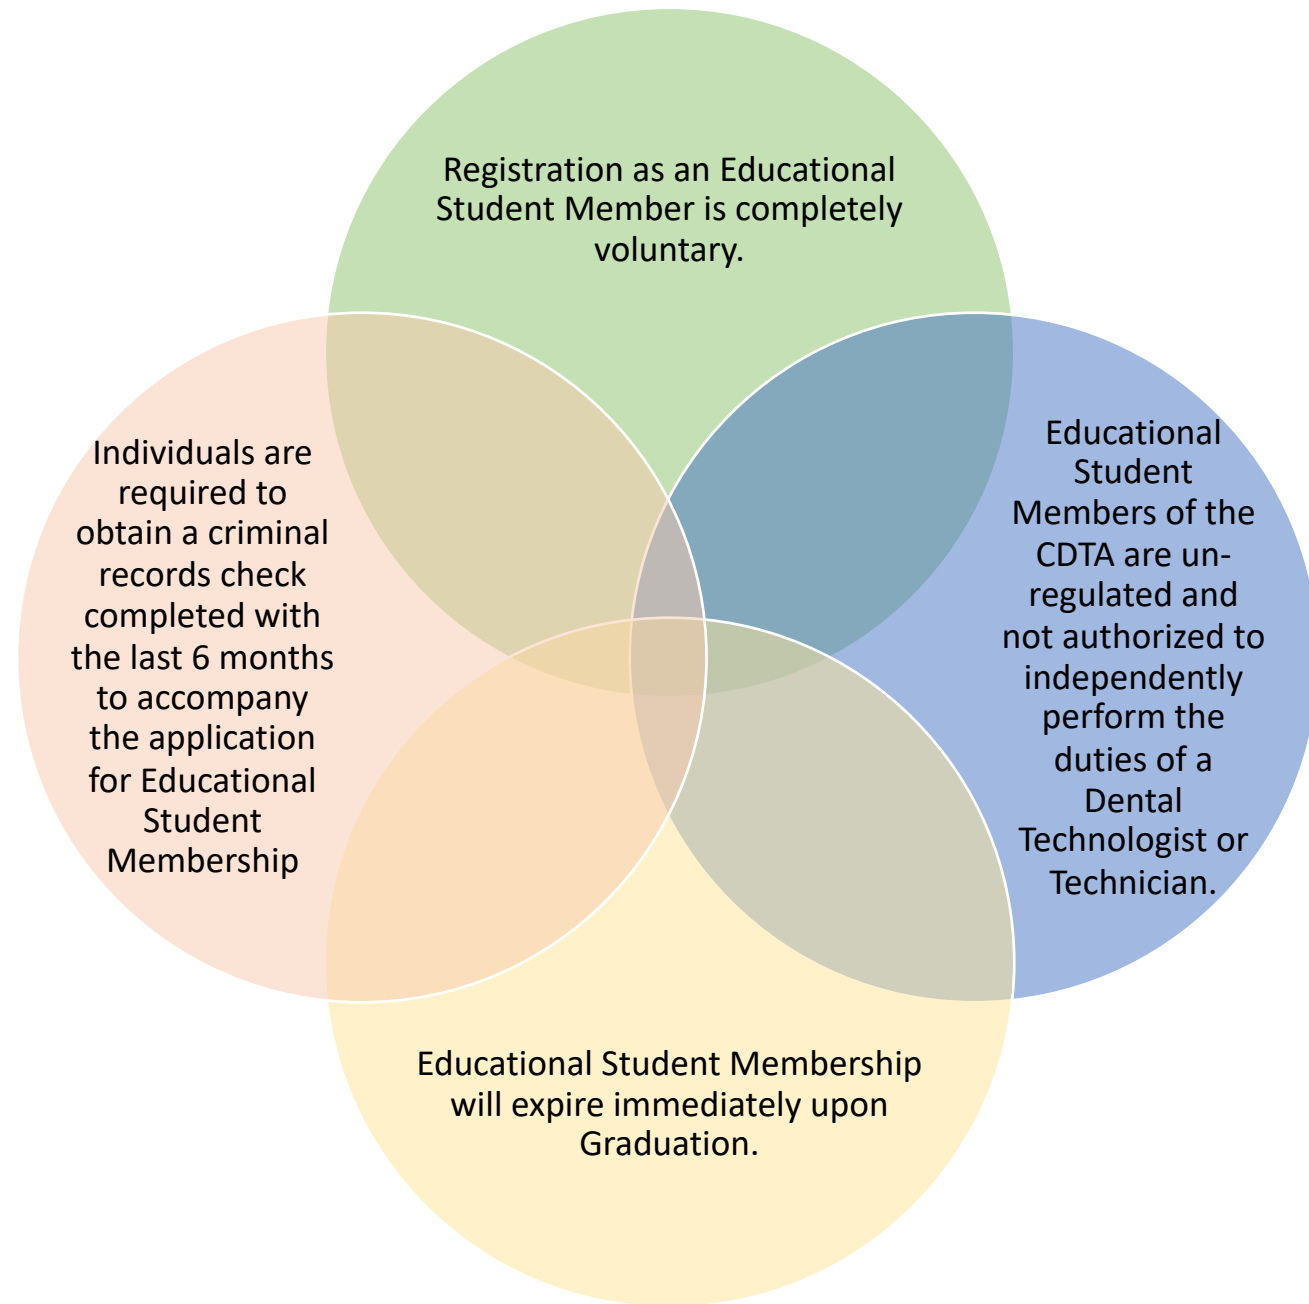 Registration as an Educational
Student Member is completely
voluntary.
Individuals are
required to
obtain a criminal
records check
completed with
the last 6 months
to accompany
the application
for Educational
Student
Membership
Educational
Student
Members of the
CDTA are un-
regulated and
not authorized to
independently
perform the
duties of a
Dental
Technologist or
Technician.
Educational Student Membership
will expire immediately upon
Graduation.